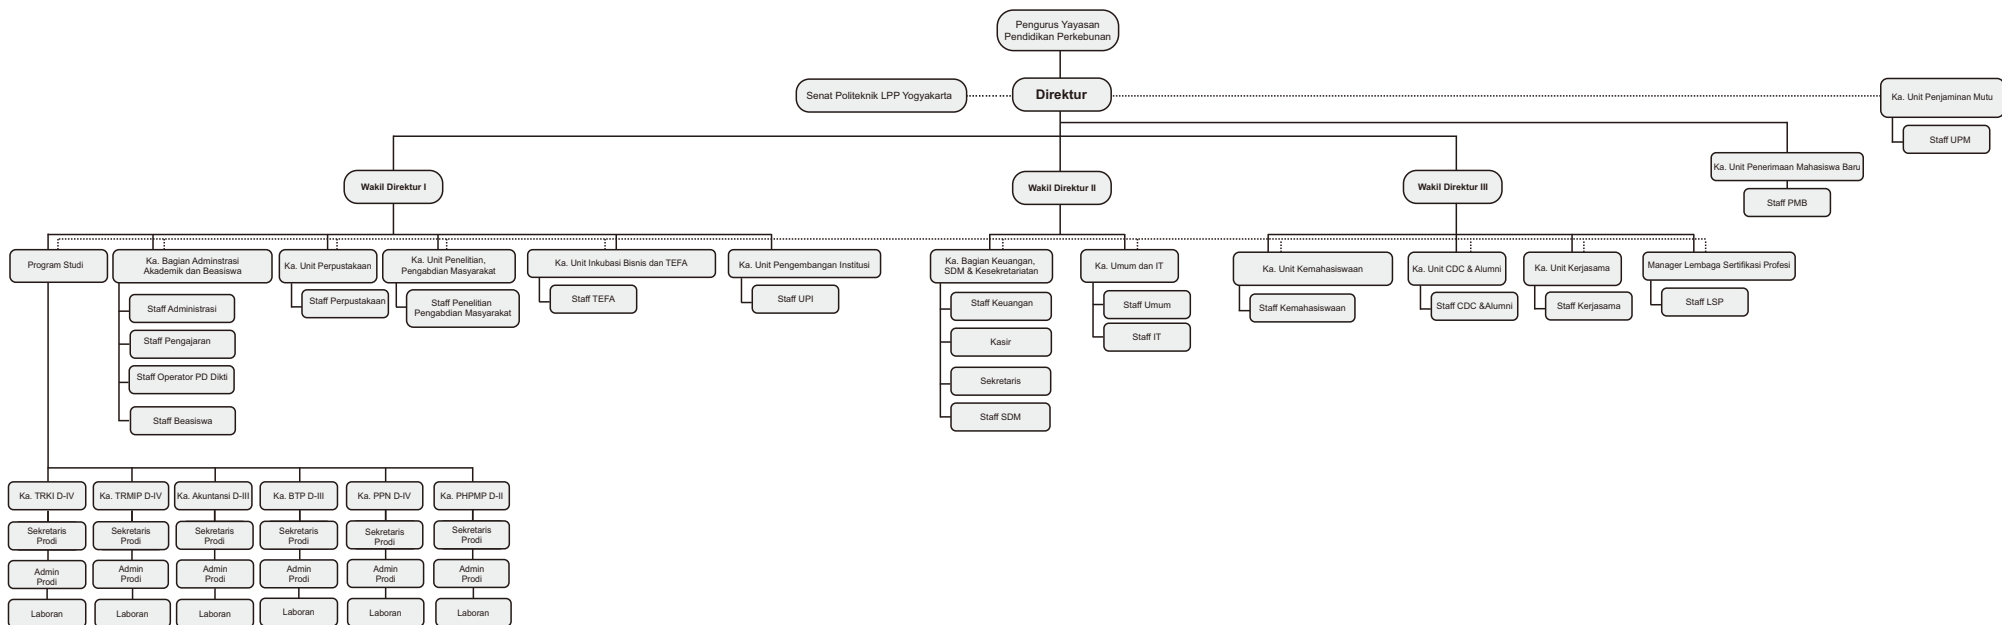 Pengurus Yayasan
Pendidikan Perkebunan
Senat Politeknik LPP Yogyakarta
Direktur
Ka. Unit Penjaminan Mutu
Staff UPM
Wakil Direktur I
Wakil Direktur II
Wakil Direktur III
Ka. Unit Penerimaan Mahasiswa Baru
Staff PMB
Program Studi
Ka. Bagian Adminstrasi
Akademik dan Beasiswa
Ka. Unit Perpustakaan
Ka. Unit Penelitian,
Pengabdian Masyarakat
Ka. Unit Inkubasi Bisnis dan TEFA
Ka. Unit Pengembangan Institusi
Ka. Bagian Keuangan,
SDM & Kesekretariatan
Ka. Umum dan IT
Ka. Unit Kemahasiswaan
Ka. Unit CDC & Alumni
Ka. Unit Kerjasama
Manager Lembaga Sertifikasi Profesi
Staff Administrasi
Staff Pengajaran
Staff Operator PD Dikti
Staff Beasiswa
Staff Perpustakaan
Staff Penelitian
Pengabdian Masyarakat
Staff TEFA
Staff UPI
Staff Keuangan
Kasir
Sekretaris
Staff SDM
Staff Umum
Staff IT
Staff Kemahasiswaan
Staff CDC &Alumni
Staff Kerjasama
Staff LSP
Ka. TRKI D-IV
Ka. TRMIP D-IV
Ka. Akuntansi D-III
Ka. BTP D-III
Ka. PPN D-IV
Ka. PHPMP D-II
Sekretaris
Prodi
Sekretaris
Prodi
Sekretaris
Prodi
Sekretaris
Prodi
Sekretaris
Prodi
Sekretaris
Prodi
Admin
Prodi
Admin
Prodi
Admin
Prodi
Admin
Prodi
Admin
Prodi
Admin
Prodi
Laboran
Laboran
Laboran
Laboran
Laboran
Laboran